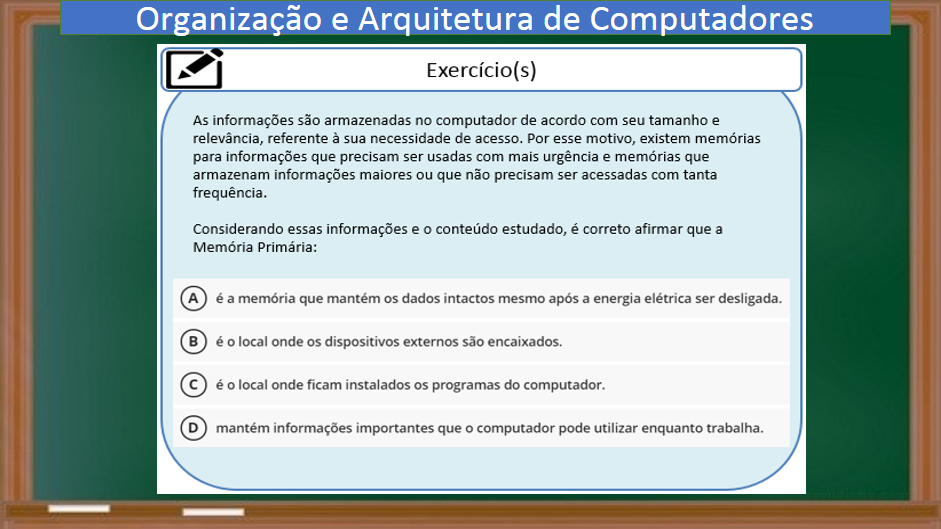 Organização e Arquitetura de Computadores
Exercício(s)
As informações são armazenadas no computador de acordo com seu tamanho e
relevância, referente à sua necessidade de acesso. Por esse motivo, existem memórias
para informações que precisam ser usadas com mais urgência e memórias que
armazenam informações maiores ou que não precisam ser acessadas com tanta
frequência.
Considerando essas informações e o conteúdo estudado, é correto afirmar que a
Memória Primária:
A é a memória que mantém os dados intactos mesmo após a energia elétrica ser desligada.
B é o local onde os dispositivos externos são encaixados.
C é o local onde ficam instalados os programas do computador.
D mantém informações importantes que o computador pode utilizar enquanto trabalha.